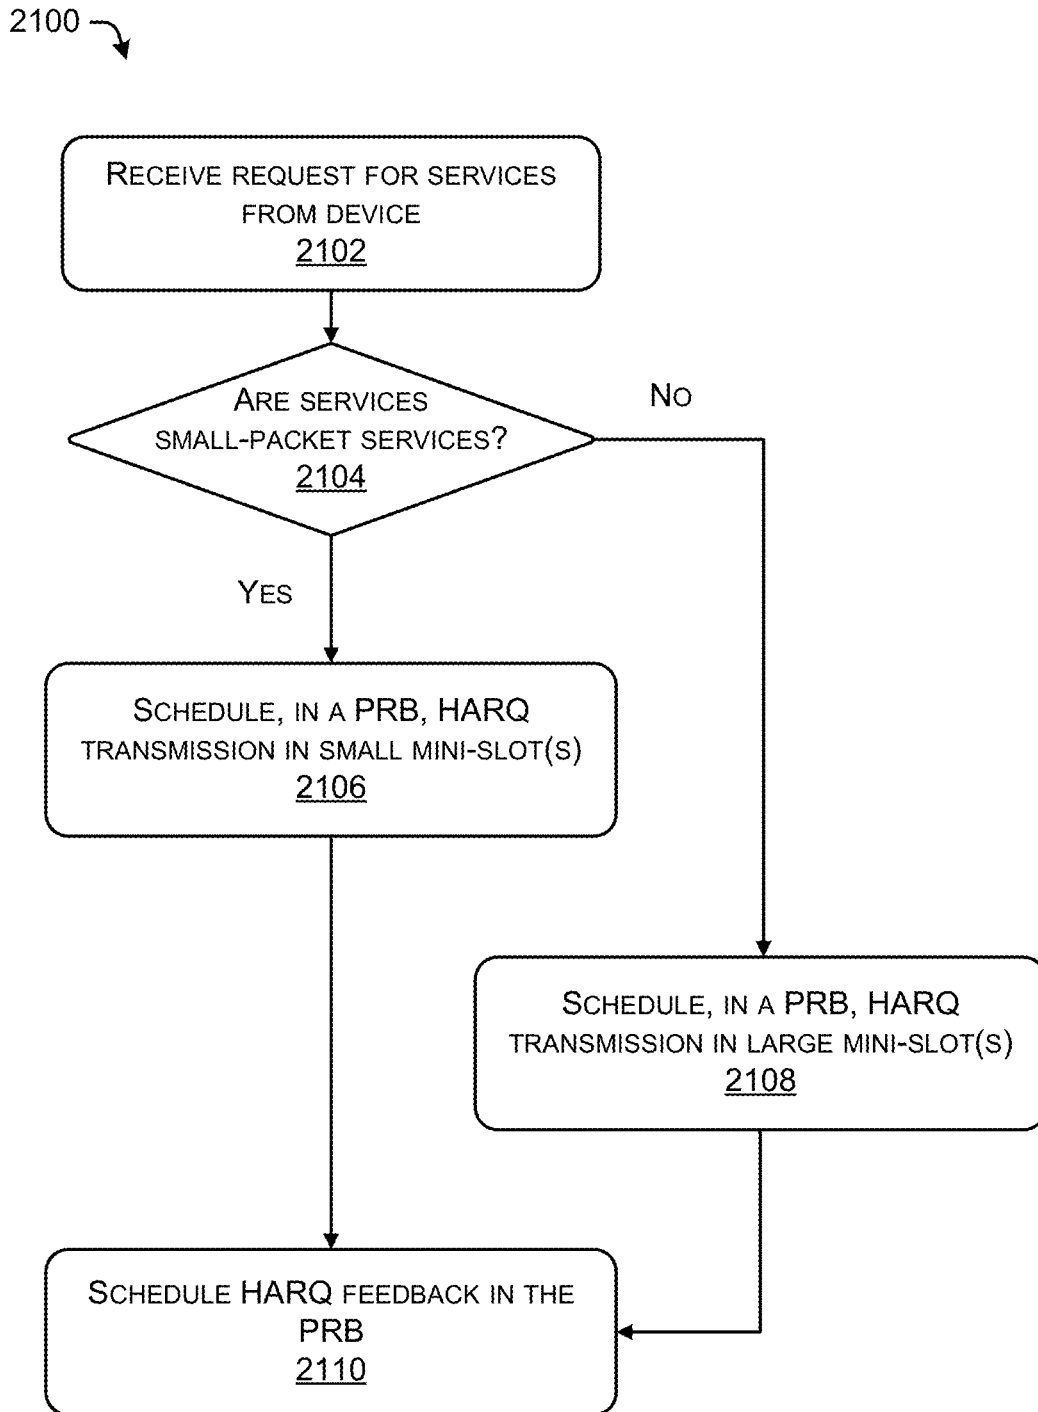 2100
RECEIVE REQUEST FOR SERVICES
FROM DEVICE
2102
ARE SERVICES
SMALL-PACKET SERVICES?
2104
NO
YES
SCHEDULE, IN A PRB, HARQ
TRANSMISSION IN SMALL MINI-SLOT(S)
2106
SCHEDULE, IN A PRB, HARQ
TRANSMISSION IN LARGE MINI-SLOT(S)
2108
SCHEDULE HARQ FEEDBACK IN THE
PRB
2110